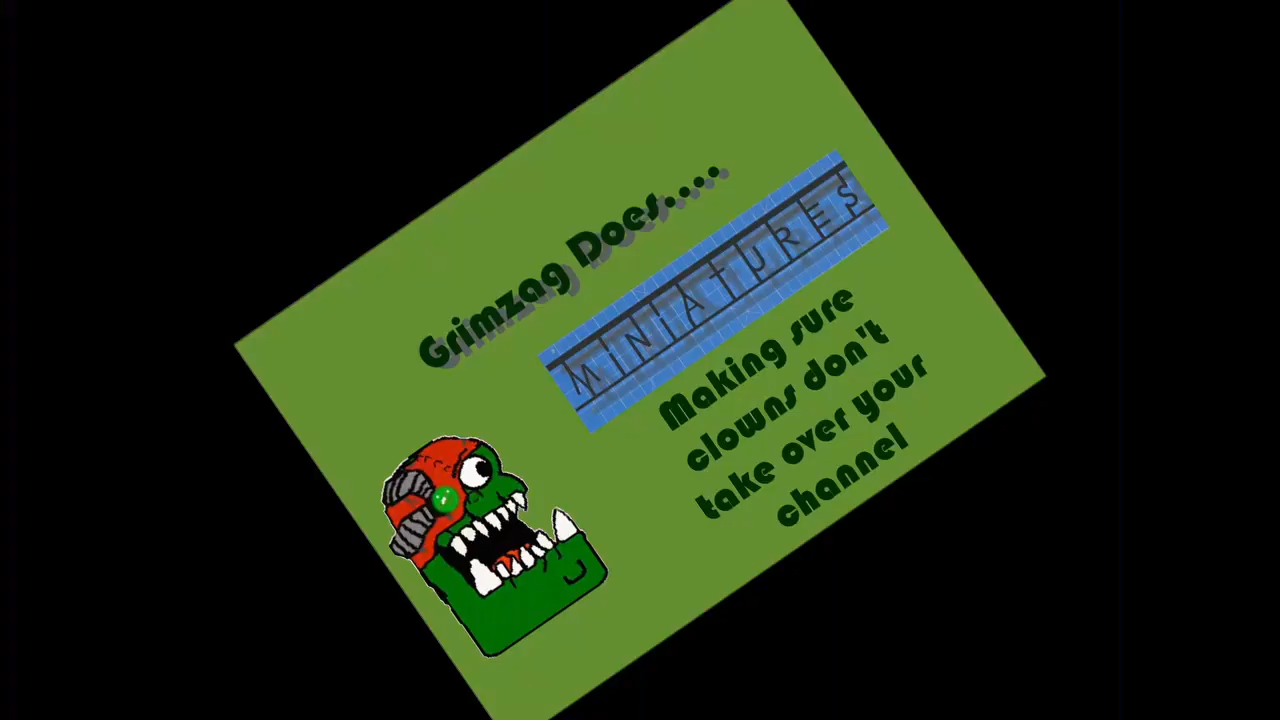 Grimzag Does....
MiNiAtURES
Making sure
clowns don't
take over your
channel